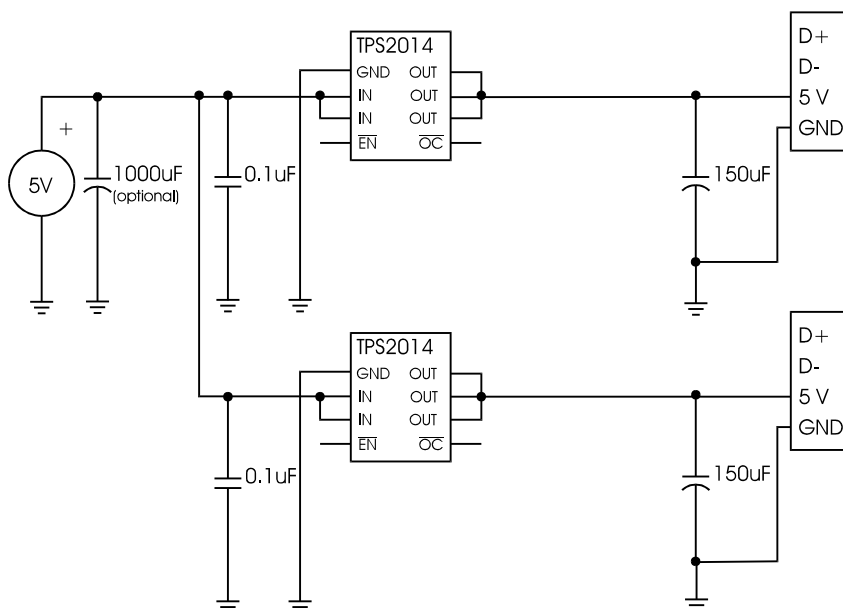 TPS2014
GND OUT
IN OUT
IN OUT
EN OC
D+
D-
5 V
GND
+
5V
1000uF
(optional)
0.1uF
150uF
TPS2014
GND OUT
IN OUT
IN OUT
EN OC
D+
D-
5 V
GND
0.1uF
150uF